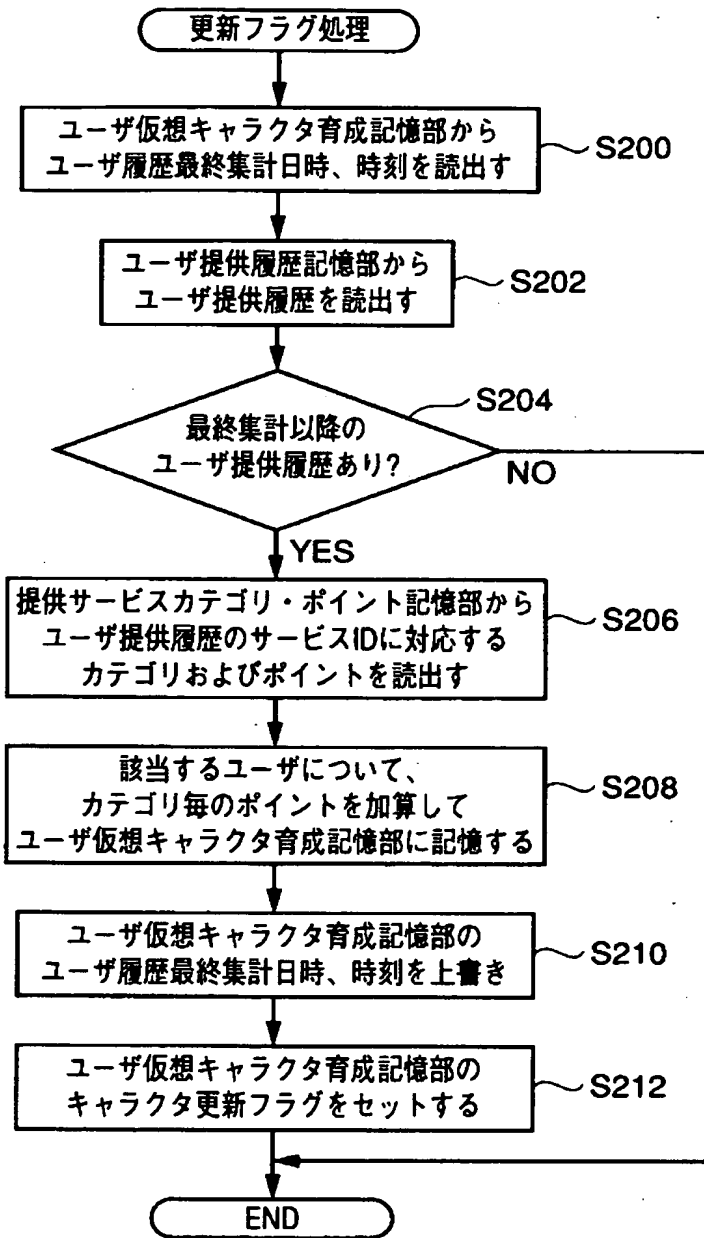 更新フラグ処理
ユーザ仮想キャラクタ育成記憶部から
ユーザ履歴最終集計日時、時刻を読出す
S200
ユーザ提供履歴記憶部から
ユーザ提供履歴を読出す
S202
S204
最終集計以降の
ユーザ提供履歴あり?
NO
YES
提供サービスカテゴリ・ポイント記憶部から
ユーザ提供履歴のサービスIDに対応する
カテゴリおよびポイントを読出す
S206
該当するユーザについて、
カテゴリ毎のポイントを加算して
ユーザ仮想キャラクタ育成記憶部に記憶する
S208
ユーザ仮想キャラクタ育成記憶部の
ユーザ履歴最終集計日時、時刻を上書き
S210
ユーザ仮想キャラクタ育成記憶部の
キャラクタ更新フラグをセットする
S212
END